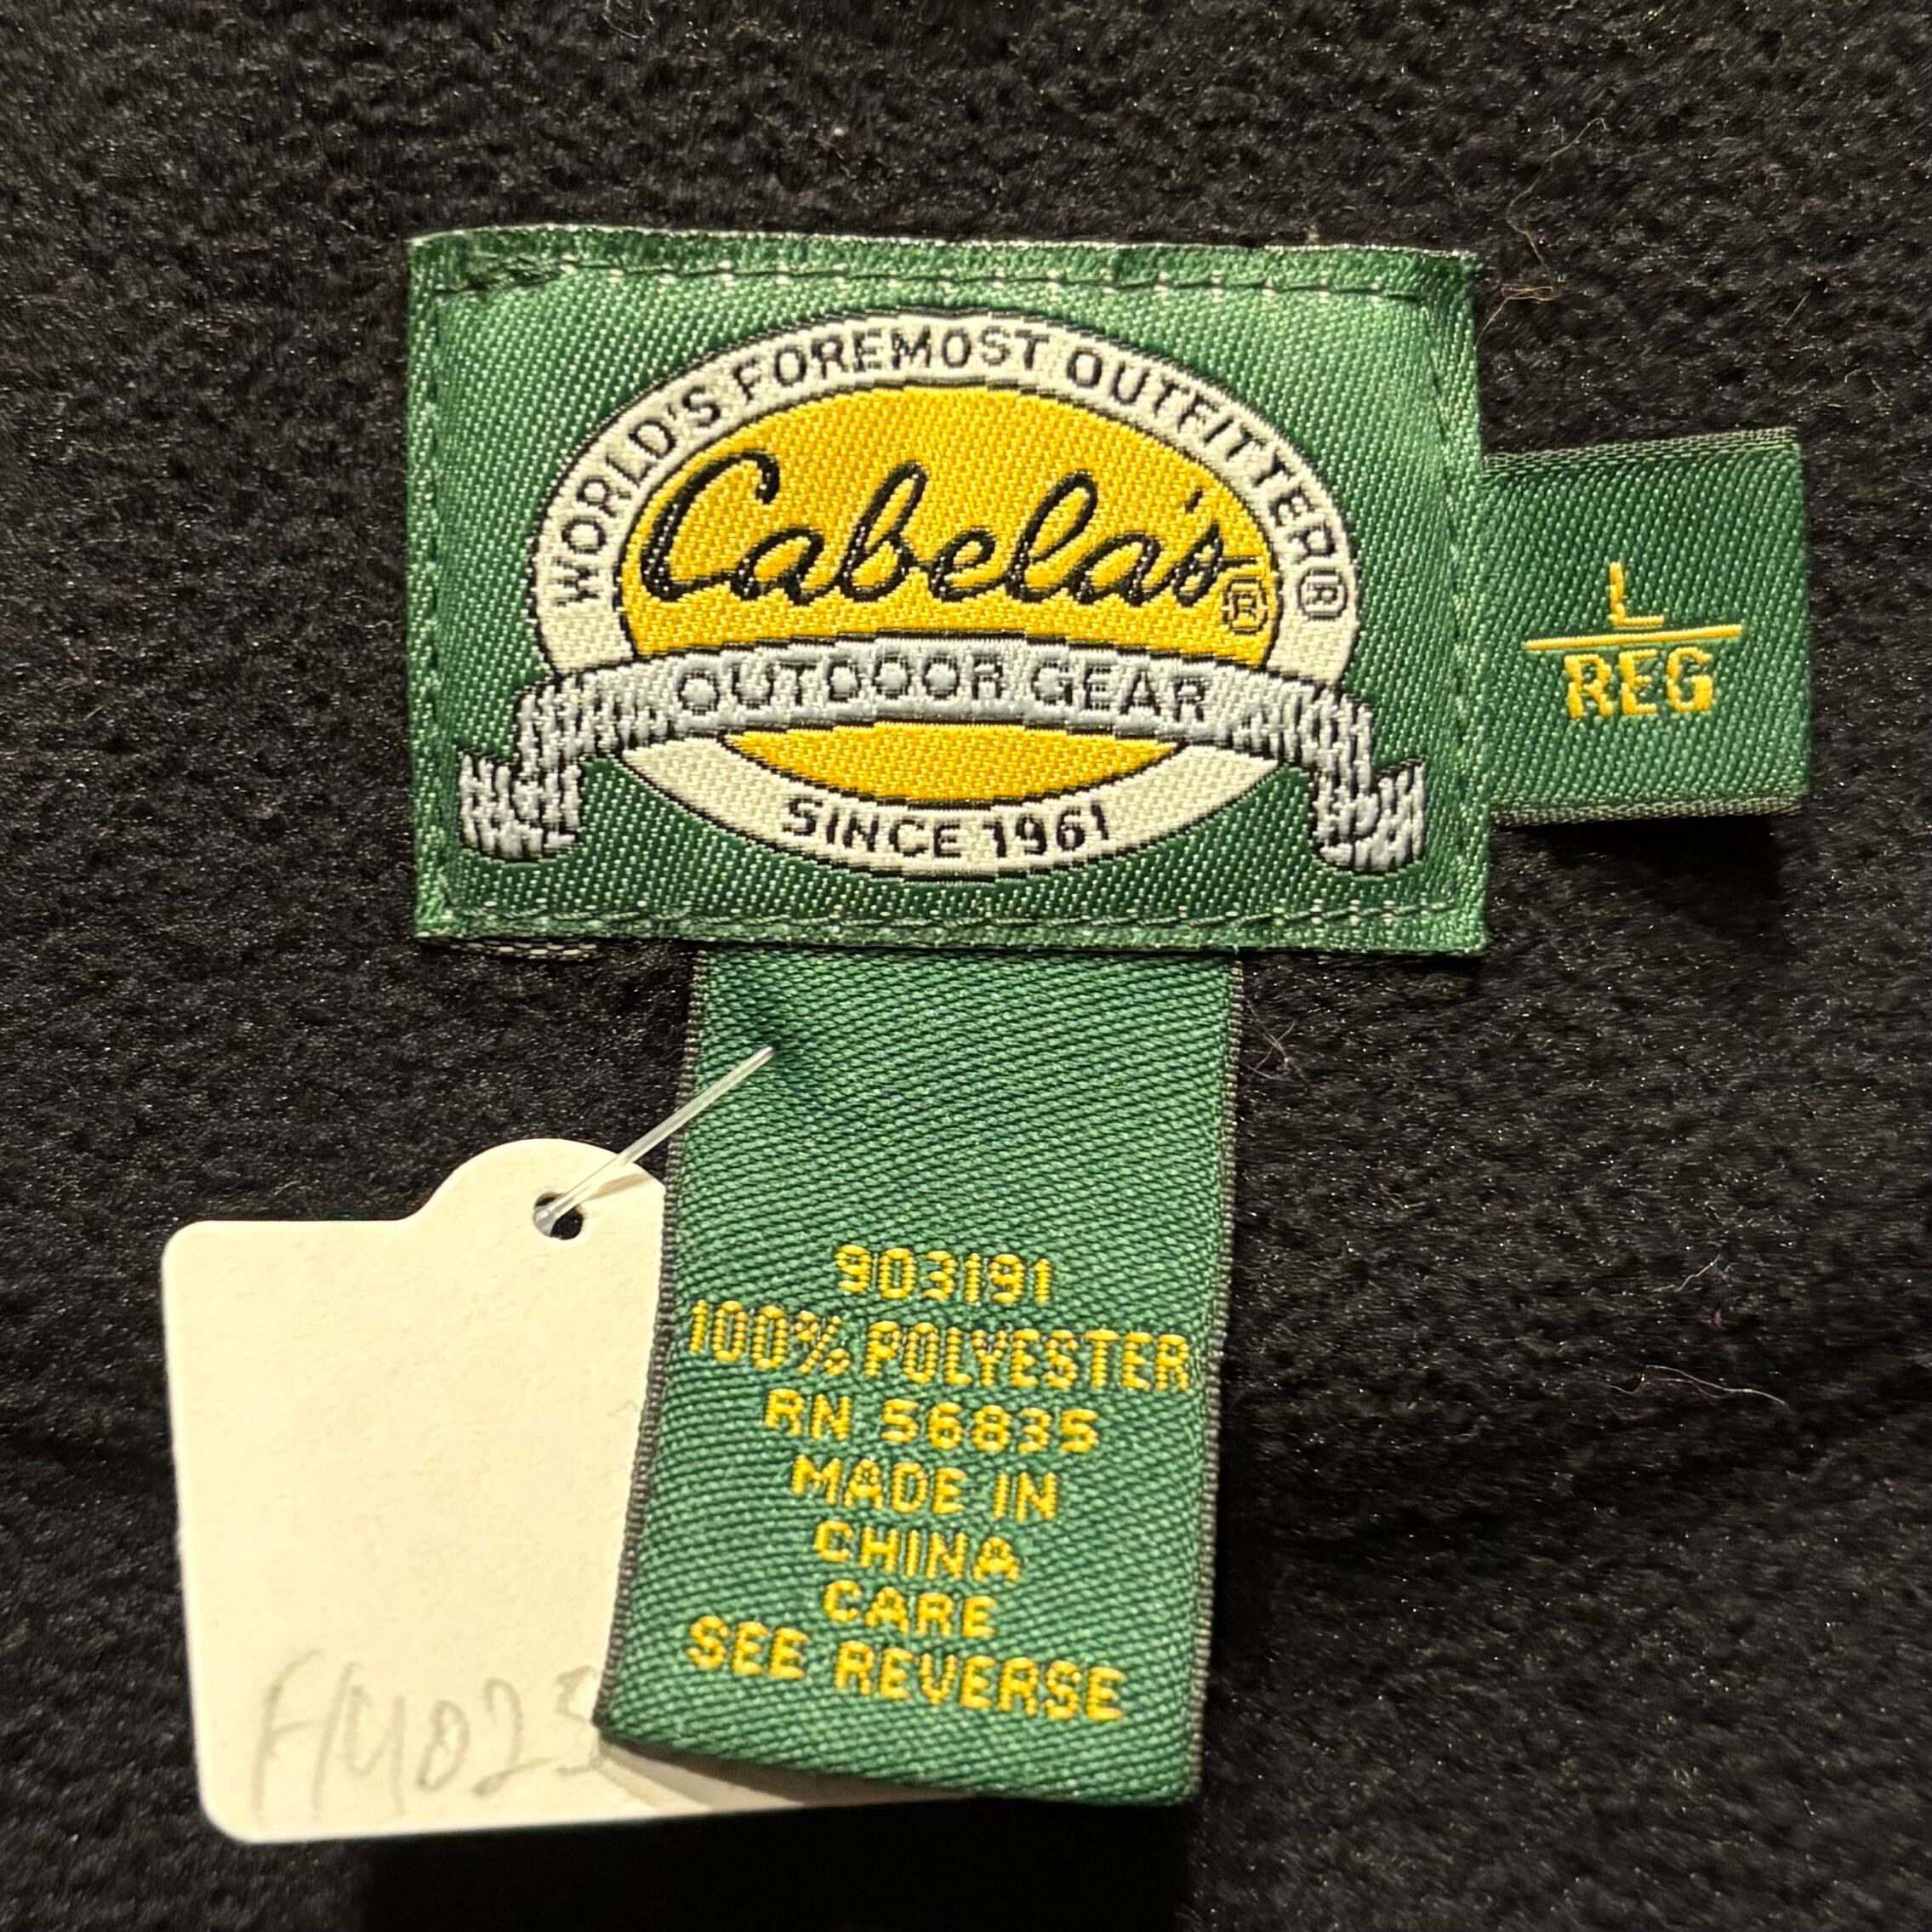 WORLD'S FOREMOST OUTFITTER®
Cabela's®
OUTDOOR GEAR
SINCE 1961
L
REG
903191
100% POLYESTER
RN 56835
MADE IN
CHINA
CARE
SEE REVERSE